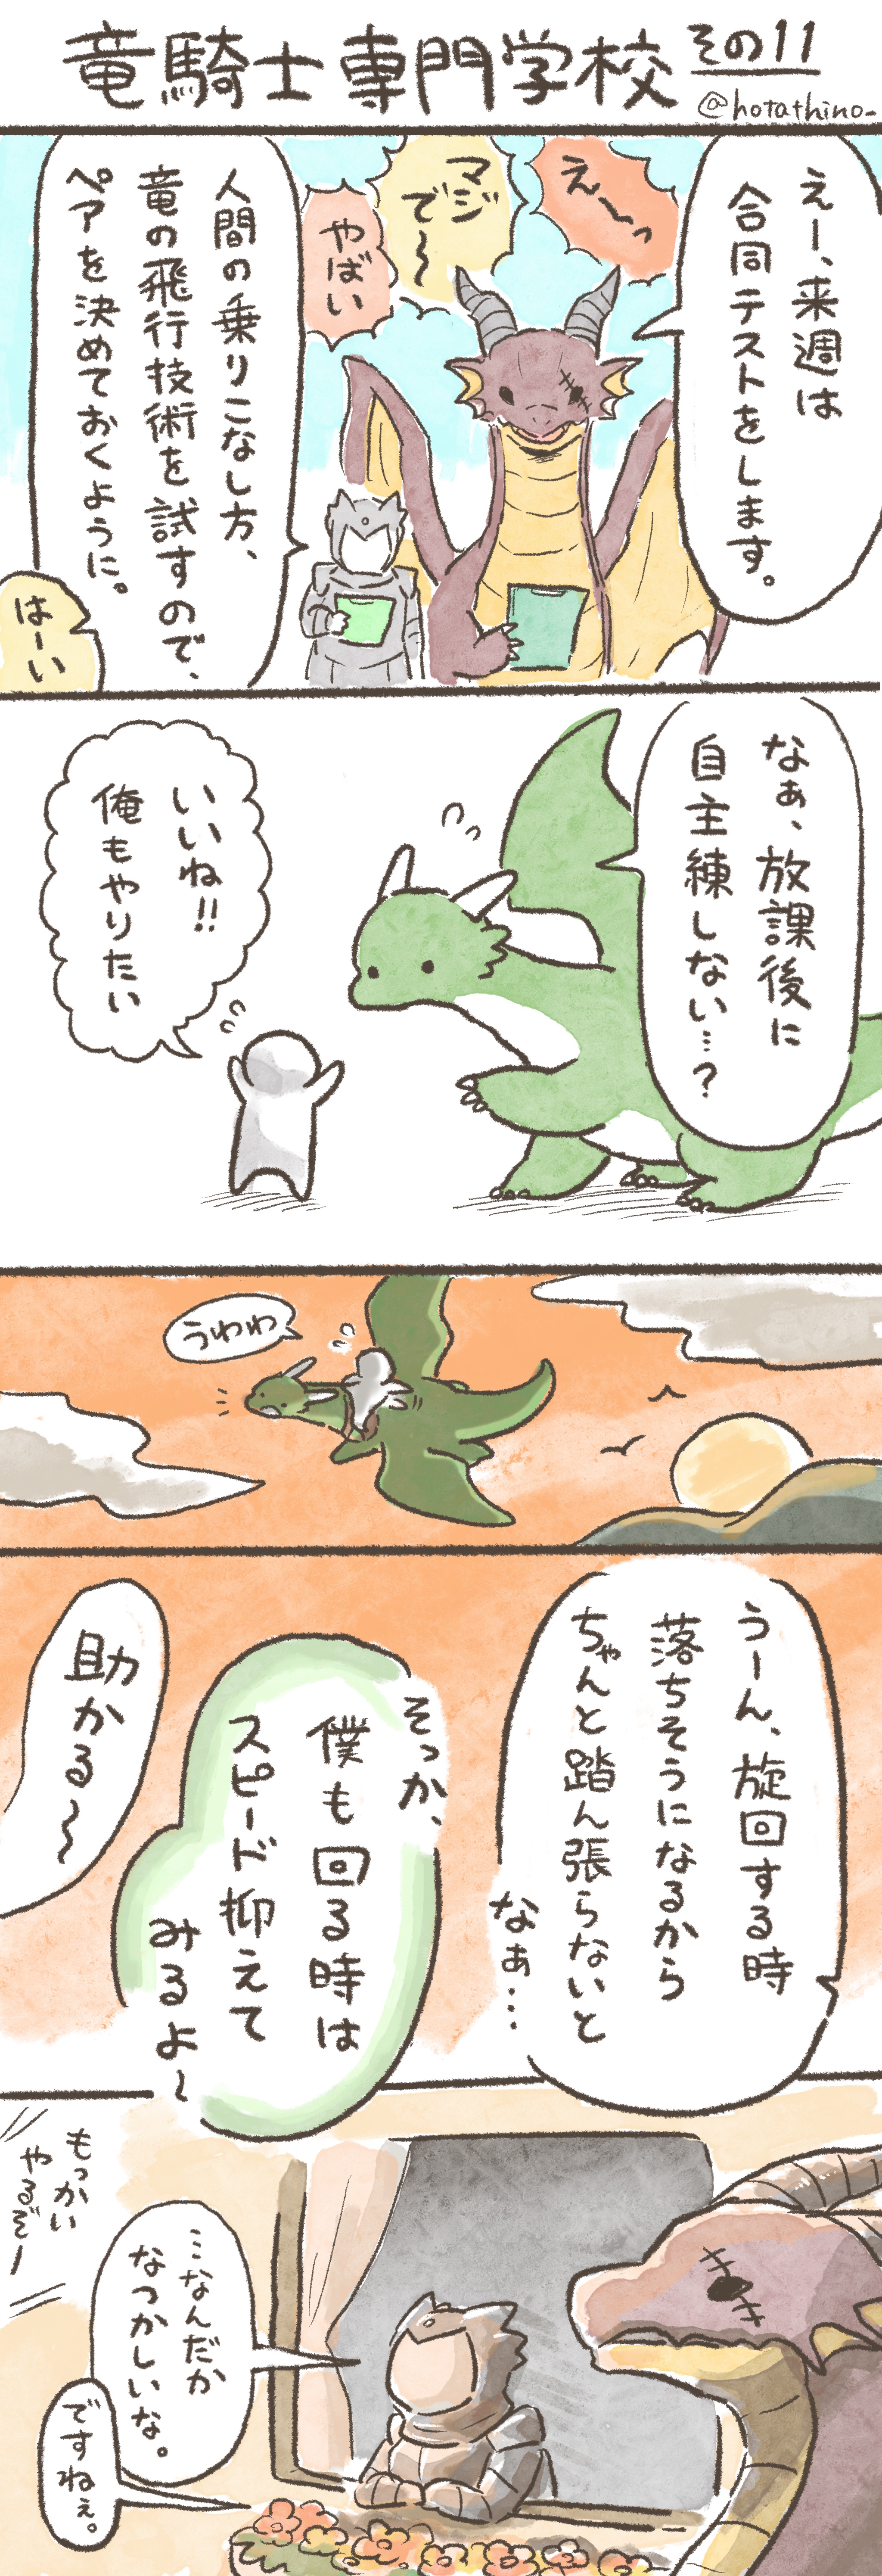 竜騎士専門学校 その11
@hotathino_
えー、来週は
合同テストをします。
え〜っ
マジ
で〜
やばい
人間の乗りこなし方、
竜の飛行技術を試すので、
ペアを決めておくように。
はーい
なぁ、放課後に
自主練しない…?
いいね!!
俺もやりたい
うわわ
うーん、旋回する時
落ちそうになるから
ちゃんと踏ん張らないと
なぁ…
そっか、
僕も回る時は
スピード抑えて
みるよ〜
助かる〜
もっかい
やるぞー
…なんだか
なつかしいな。
ですねぇ。